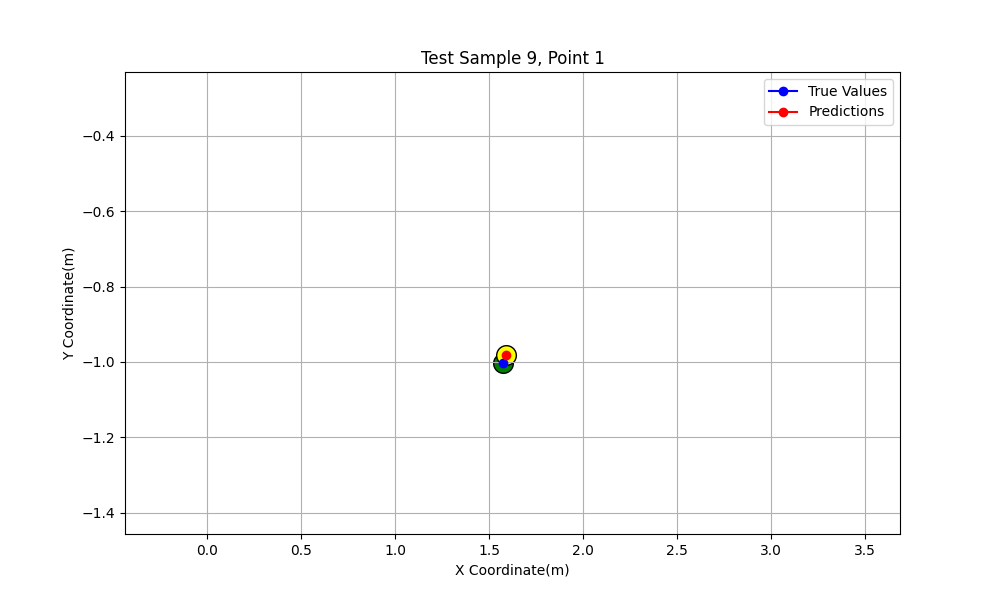 Test Sample 9, Point 1
True Values
Predictions
−0.4
−0.6
−0.8
−1.0
−1.2
−1.4
Y Coordinate(m)
0.0 0.5 1.0 1.5 2.0 2.5 3.0 3.5
X Coordinate(m)